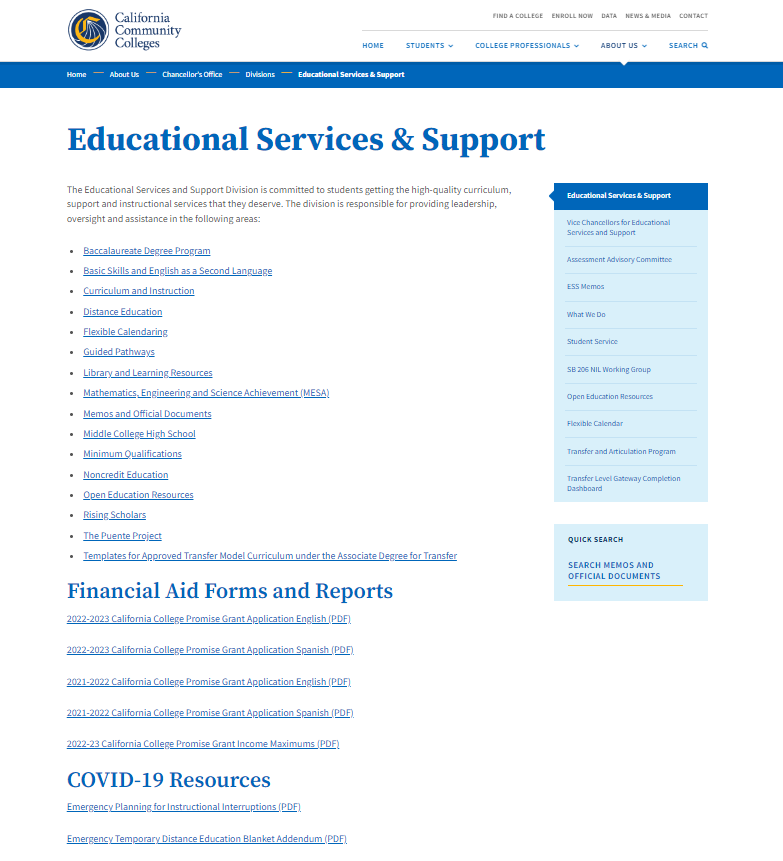 California
Community
Colleges
FIND A COLLEGE ENROLL NOW DATA NEWS & MEDIA CONTACT
HOME STUDENTS COLLEGE PROFESSIONALS ABOUT US SEARCH
Home About Us Chancellor's Office Divisions Educational Services & Support
Educational Services & Support
The Educational Services and Support Division is committed to students getting the high-quality curriculum,
support and instructional services that they deserve. The division is responsible for providing leadership,
oversight and assistance in the following areas:
Baccalaureate Degree Program
Basic Skills and English as a Second Language
Curriculum and Instruction
Distance Education
Flexible Calendaring
Guided Pathways
Library and Learning Resources
Mathematics, Engineering and Science Achievement (MESA)
Memos and Official Documents
Middle College High School
Minimum Qualifications
Noncredit Education
Open Education Resources
Rising Scholars
The Puente Project
Templates for Approved Transfer Model Curriculum under the Associate Degree for Transfer
Financial Aid Forms and Reports
2022-2023 California College Promise Grant Application English (PDF)
2022-2023 California College Promise Grant Application Spanish (PDF)
2021-2022 California College Promise Grant Application English (PDF)
2021-2022 California College Promise Grant Application Spanish (PDF)
2022-23 California College Promise Grant Income Maximums (PDF)
COVID-19 Resources
Emergency Planning for Instructional Interruptions (PDF)
Emergency Temporary Distance Education Blanket Addendum (PDF)
Educational Services & Support
Vice Chancellors for Educational
Services and Support
Assessment Advisory Committee
ESS Memos
What We Do
Student Service
SB 206 NIL Working Group
Open Education Resources
Flexible Calendar
Transfer and Articulation Program
Transfer Level Gateway Completion
Dashboard
QUICK SEARCH
SEARCH MEMOS AND
OFFICIAL DOCUMENTS